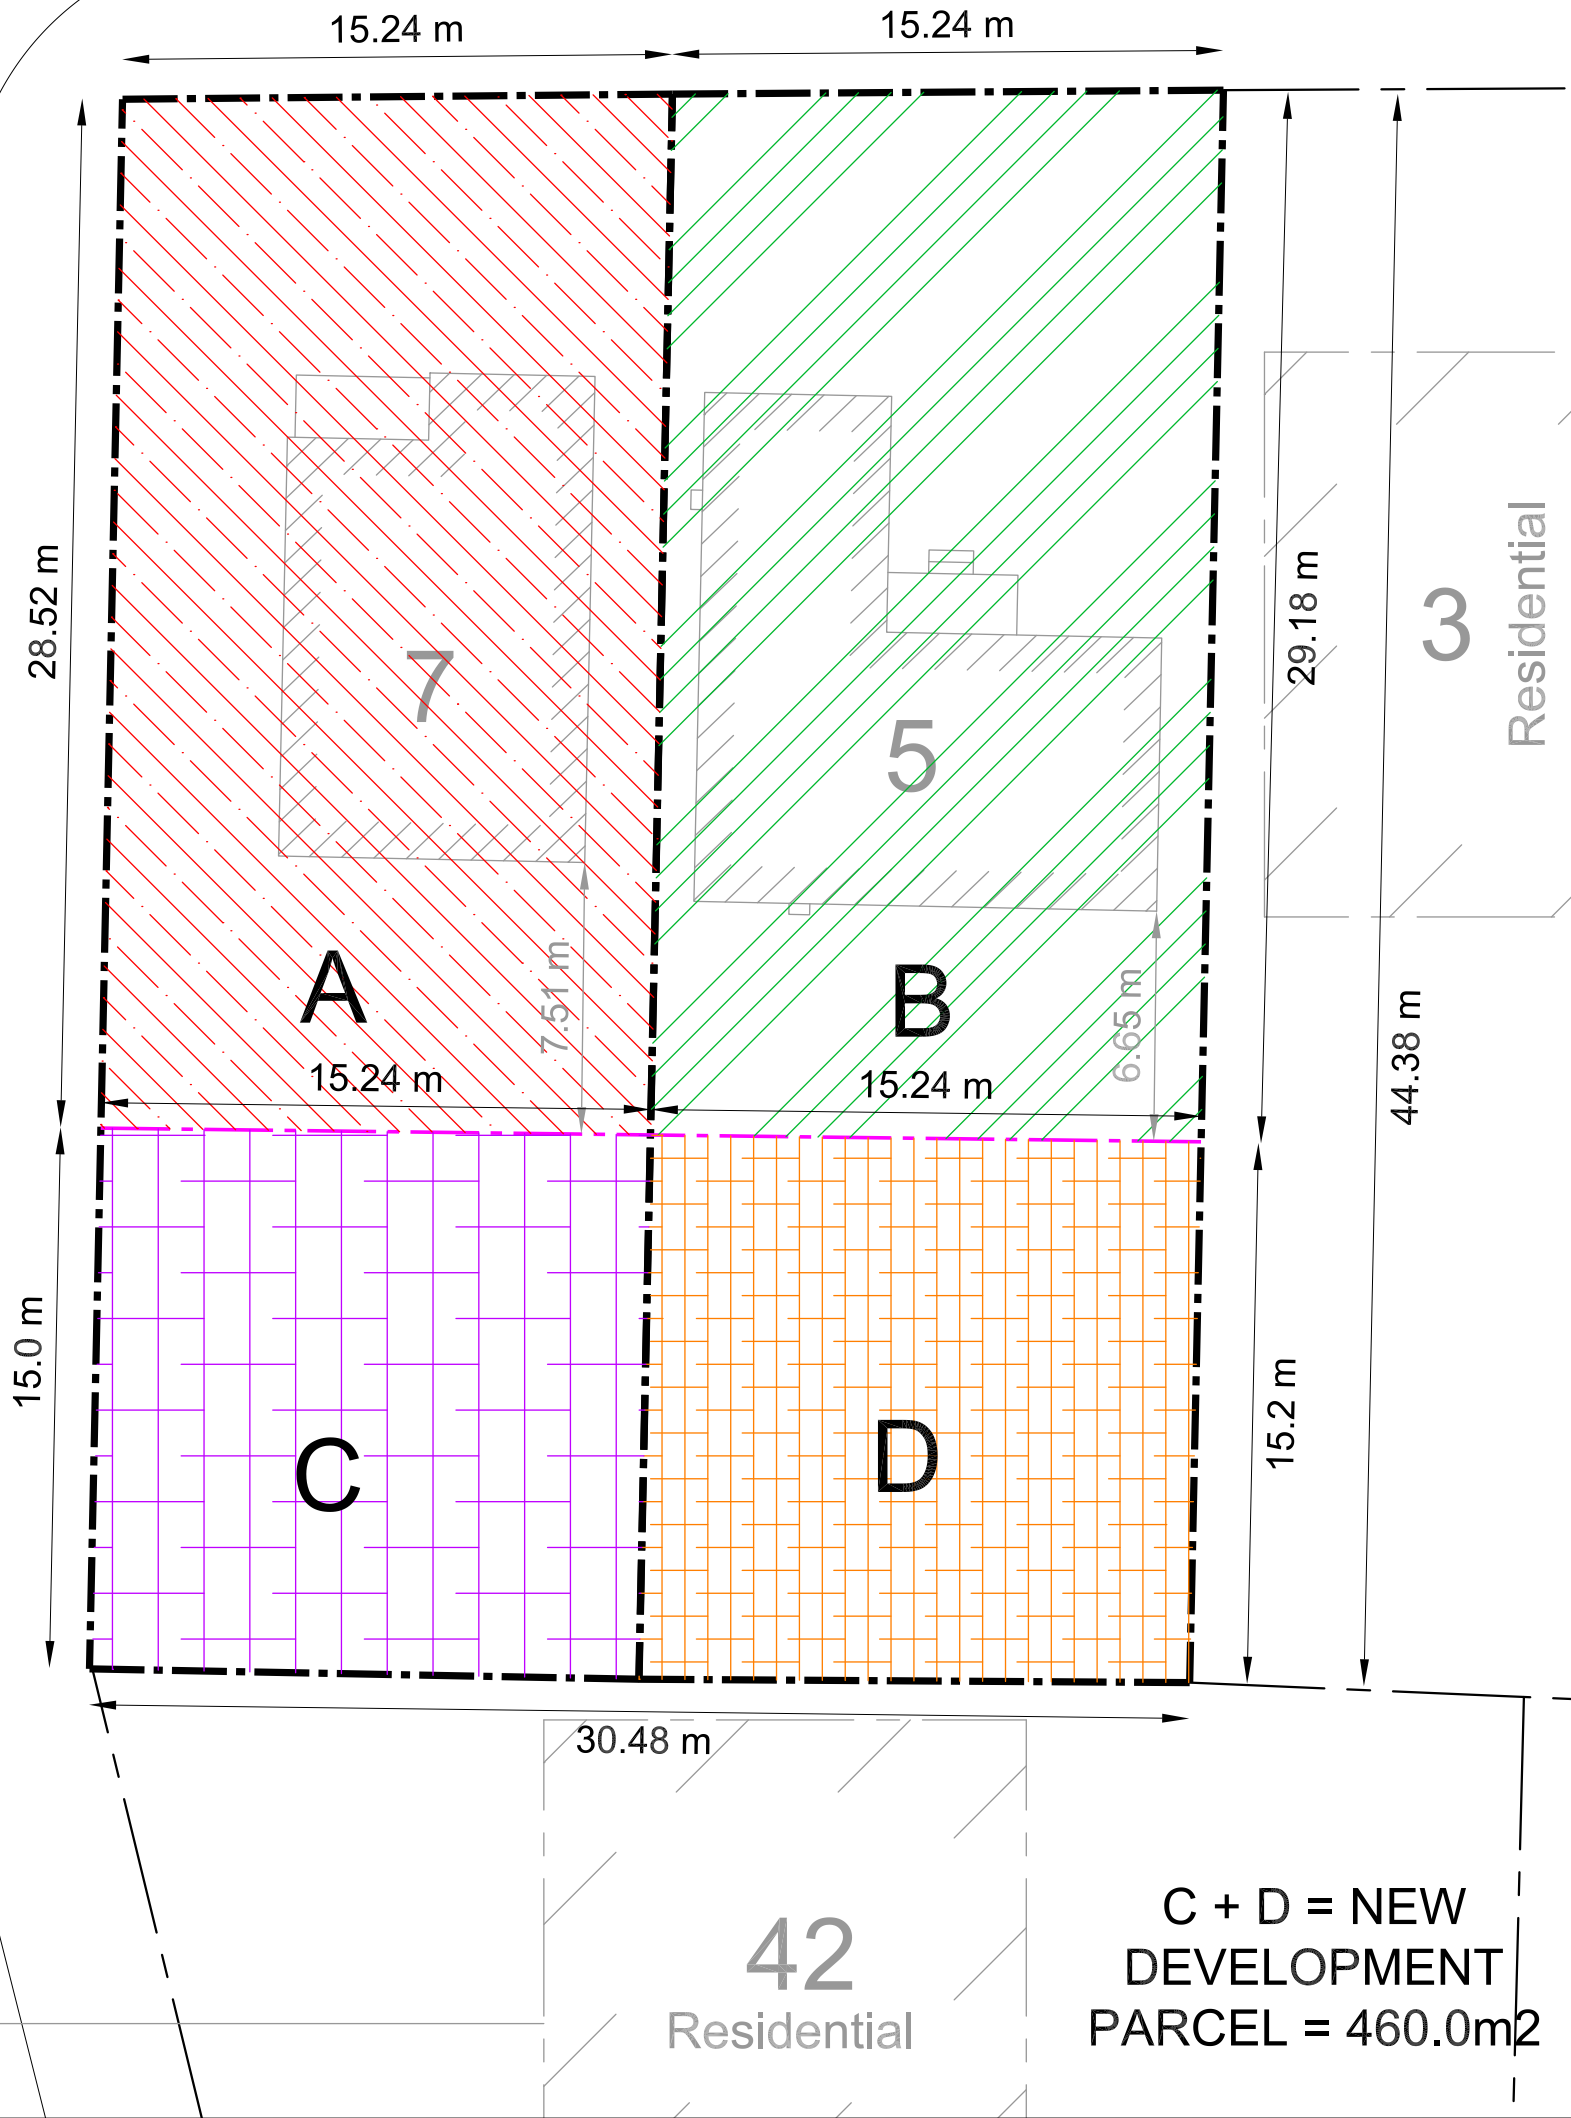 15.24 m
15.24 m
28.52 m
29.18 m
3
Residential
7
5
A
B
7.51 m
6.65 m
44.38 m
15.24 m
15.24 m
15.0 m
15.2 m
C
D
30.48 m
42
Residential
C + D = NEW
DEVELOPMENT
PARCEL = 460.0m2